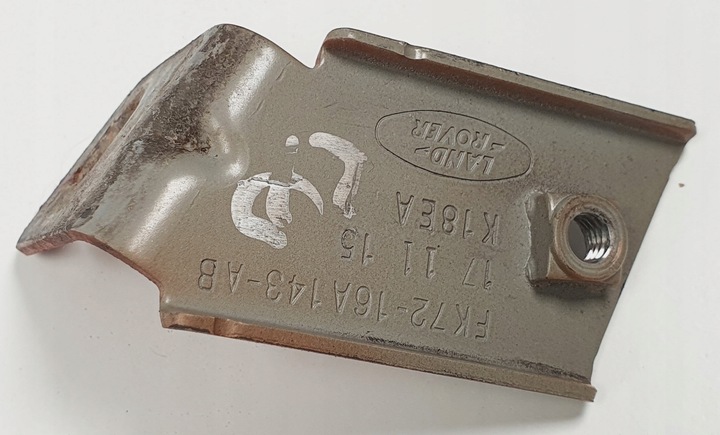 LAND
ROVER
K18EA
17 11 15
FK72-16A143-AB